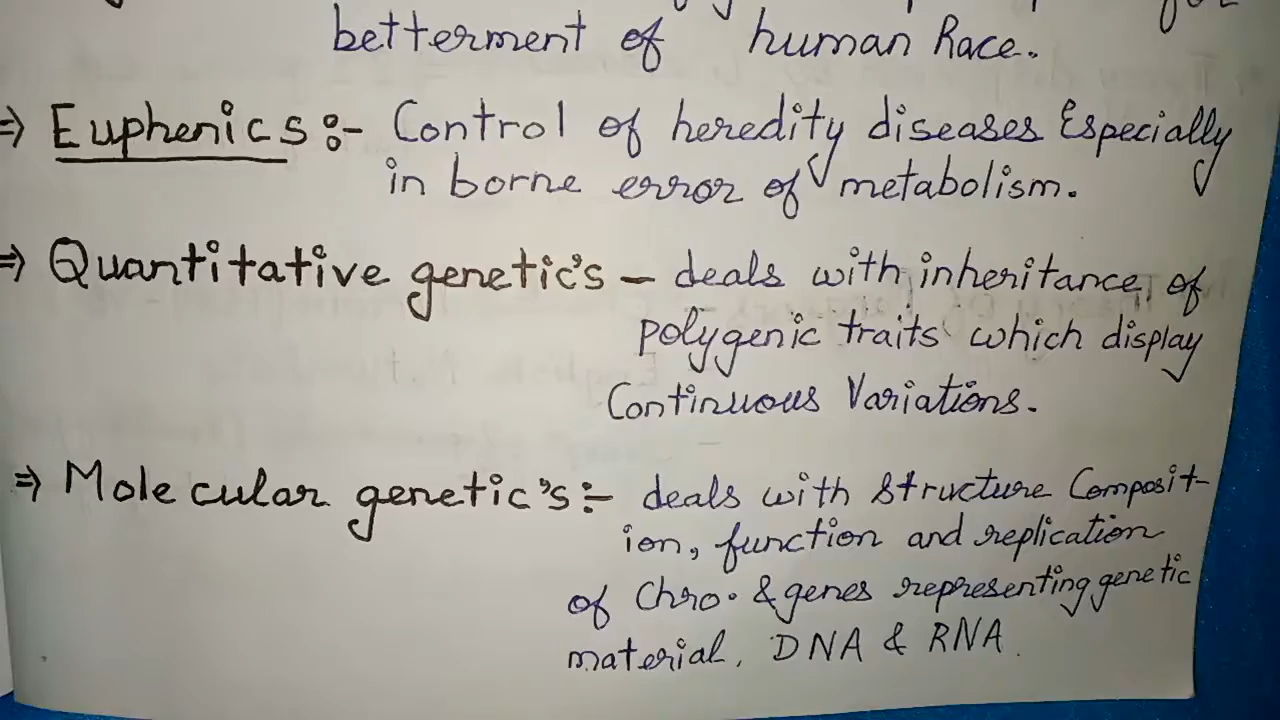 betterment of human Race.
⇒ Euphenics :- Control of heredity diseases Especially
in borne error of metabolism.
⇒ Quantitative genetic's - deals with inheritance of
polygenic traits which display
Continuous Variations.
⇒ Molecular genetic's :- deals with Structure Composit-
ion, function and replication
of Chro. & genes representing genetic
material, DNA & RNA.